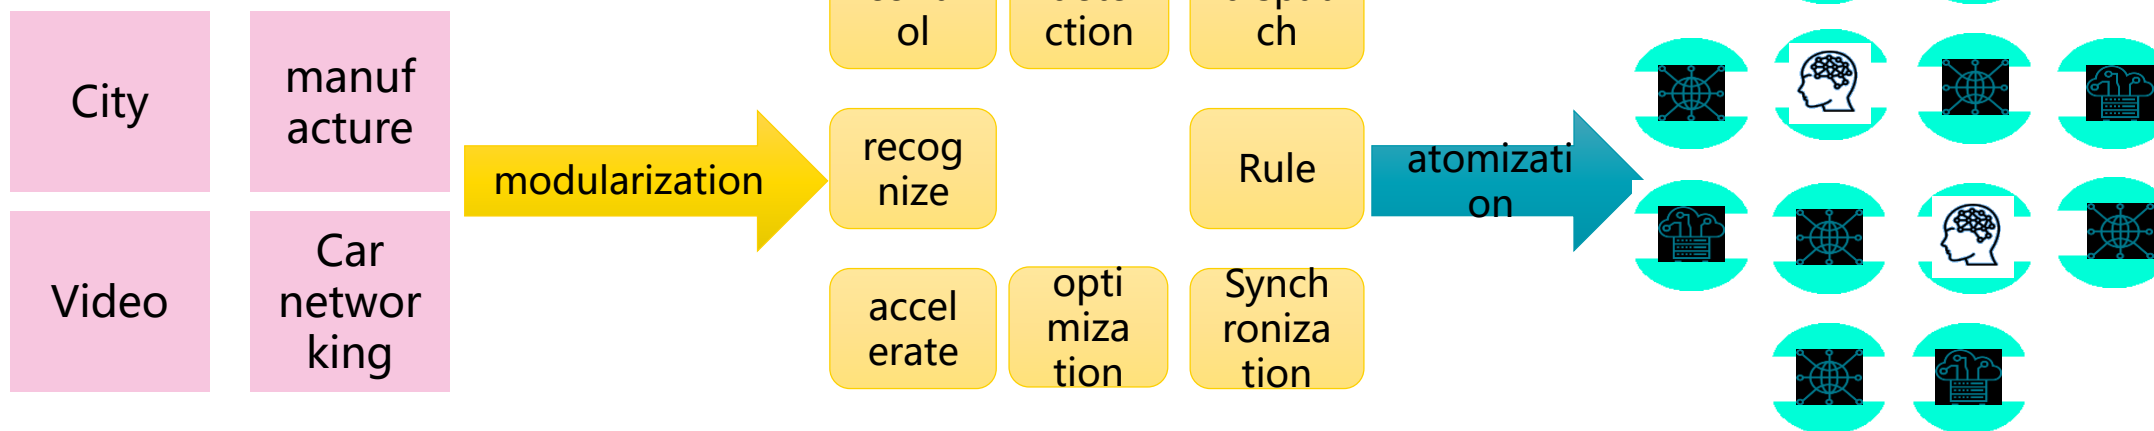 City
manuf
acture
Video
Car
networ
king
modularization
ol
ction
ch
recog
nize
Rule
accel
erate
opti
miza
tion
Synch
roniza
tion
atomizati
on